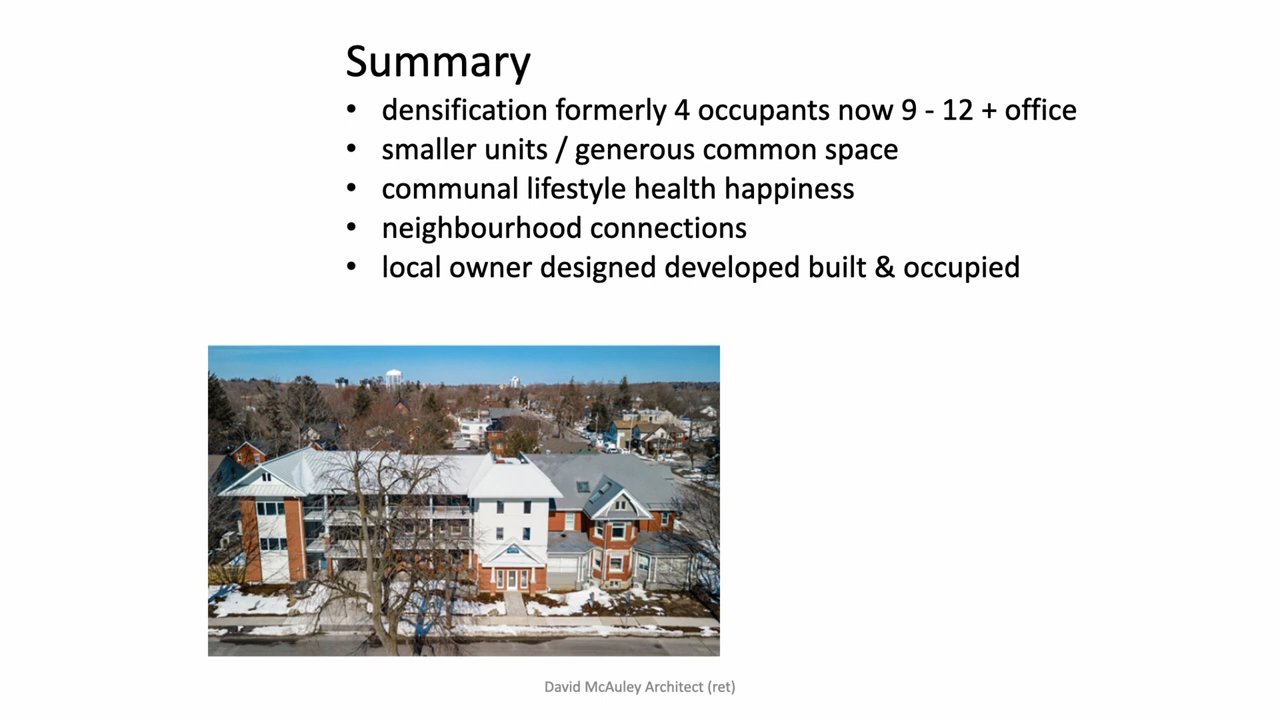 Summary
• densification formerly 4 occupants now 9 - 12 + office
• smaller units / generous common space
• communal lifestyle health happiness
• neighbourhood connections
• local owner designed developed built & occupied
David McAuley Architect (ret)